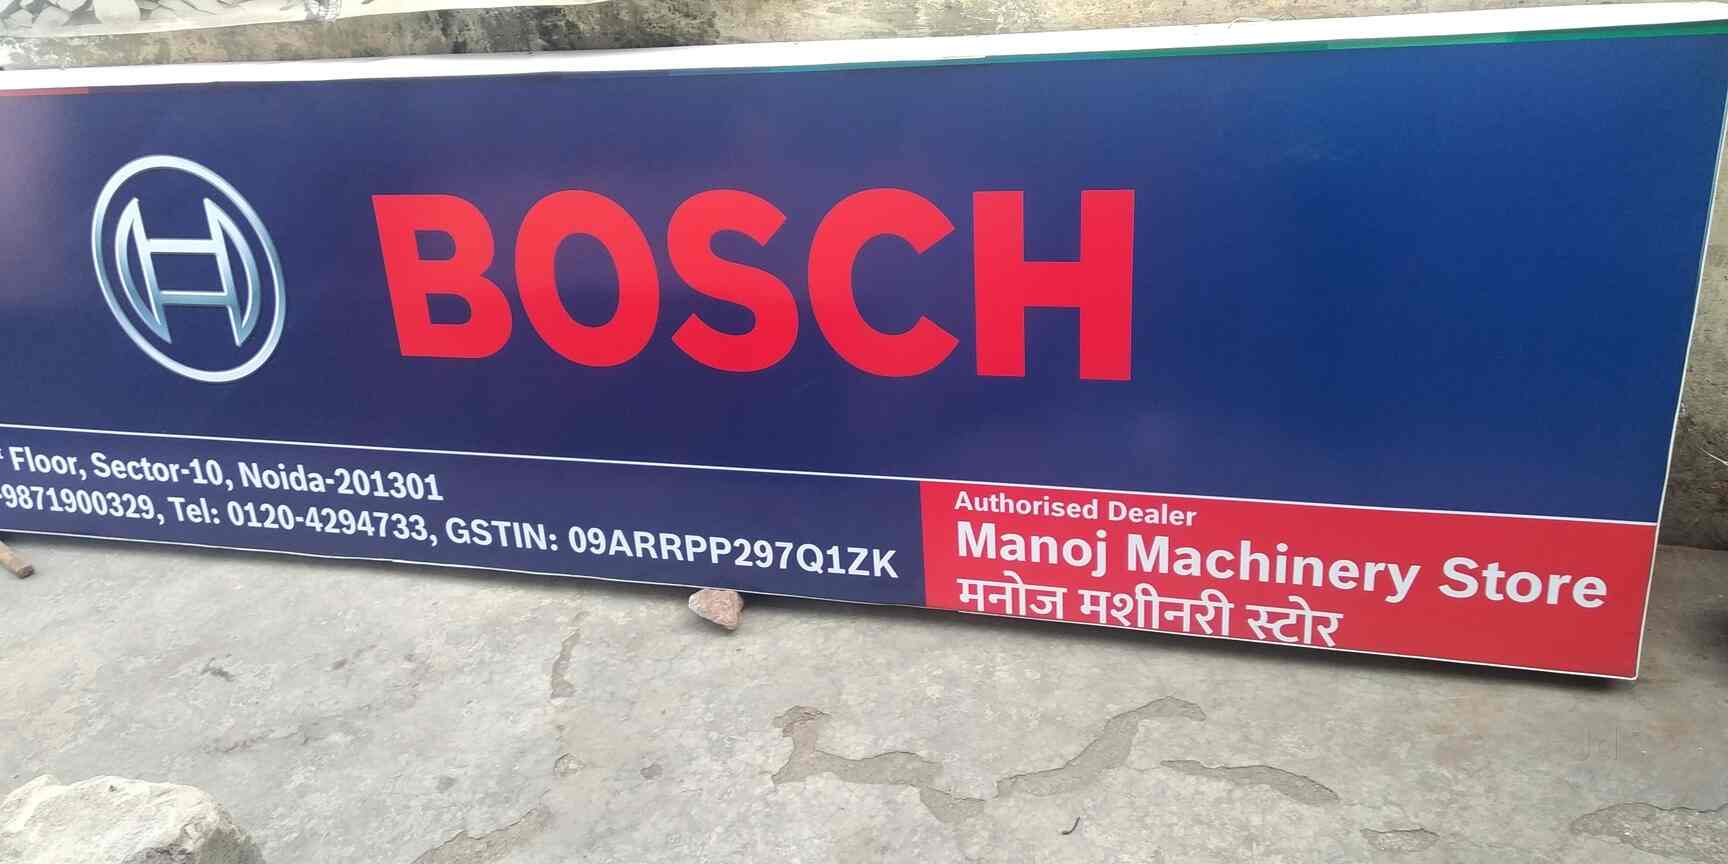 BOSCH
Floor, Sector-10, Noida-201301
-9871900329, Tel: 0120-4294733, GSTIN: 09ARRPP297Q1ZK
Authorised Dealer
Manoj Machinery Store
मनोज मशीनरी स्टोर